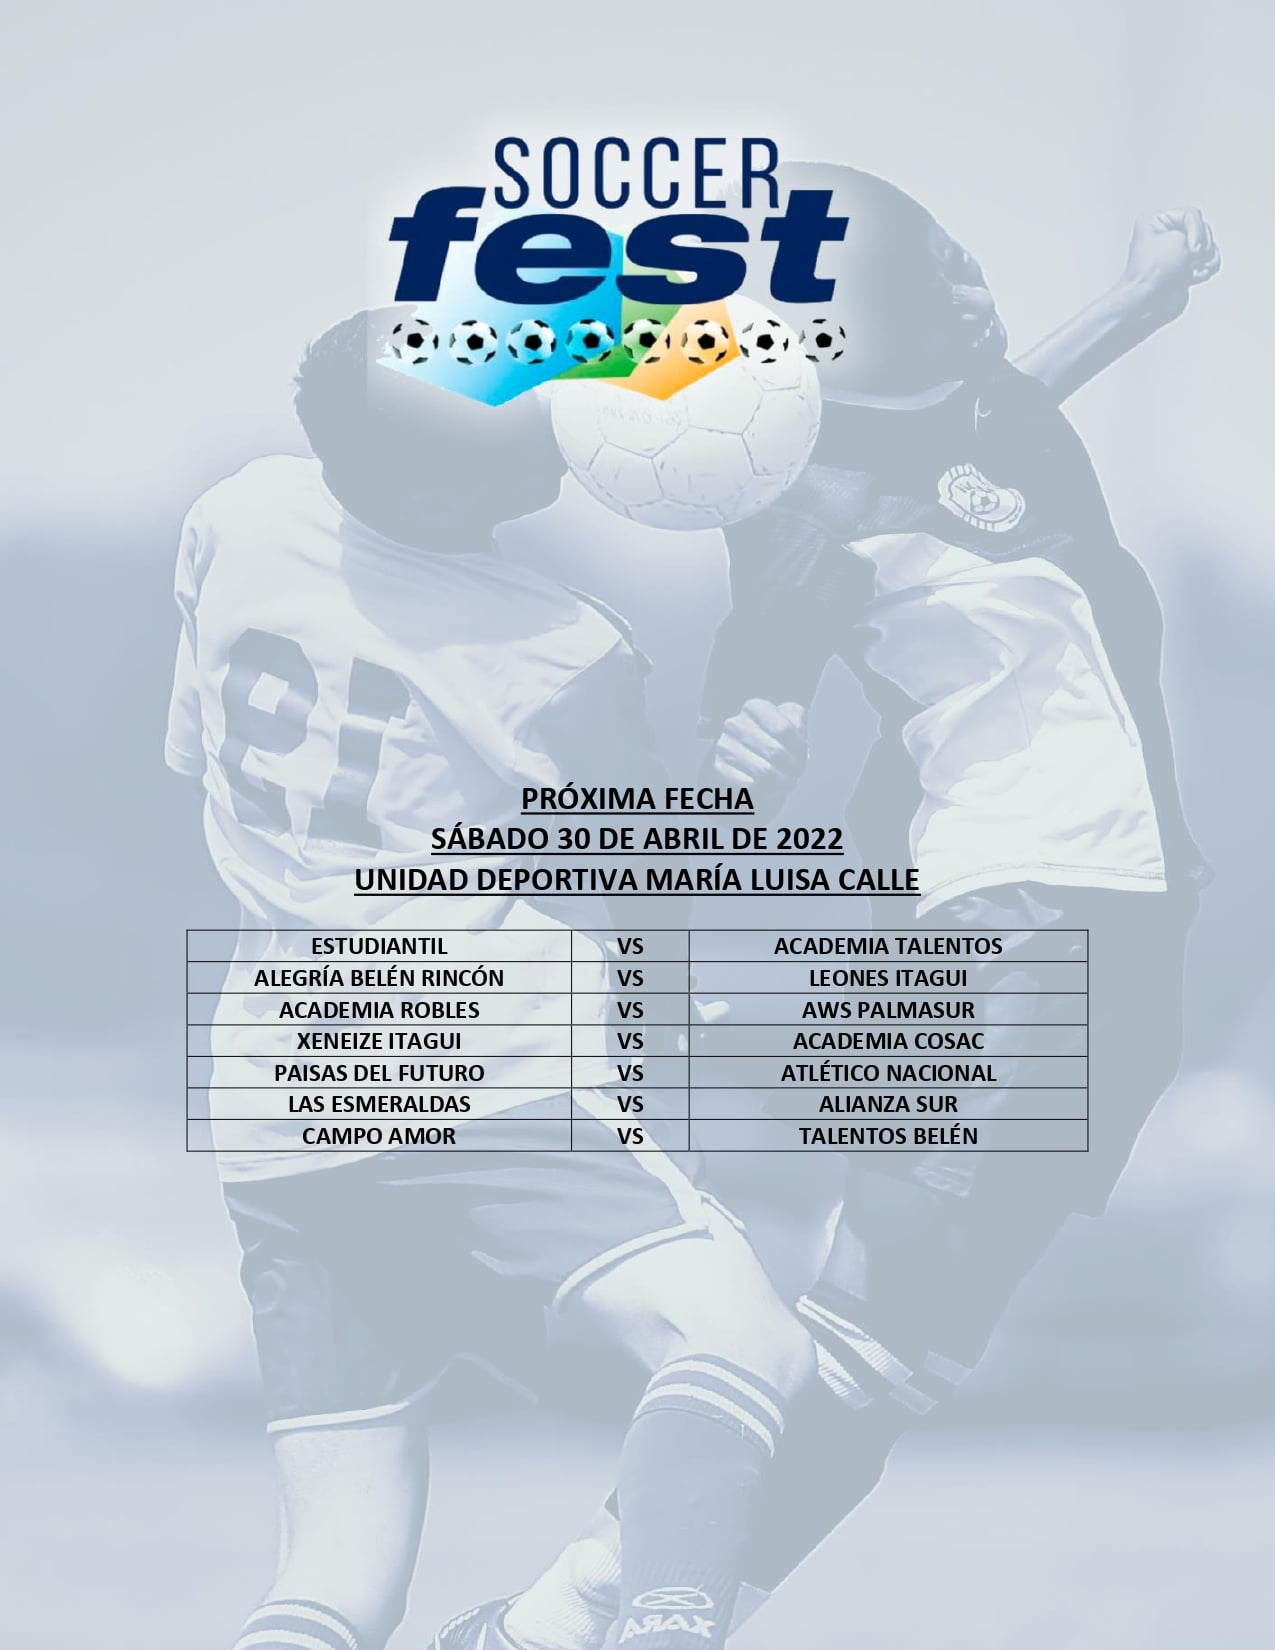 SOCCER
fest
PRÓXIMA FECHA
SÁBADO 30 DE ABRIL DE 2022
UNIDAD DEPORTIVA MARÍA LUISA CALLE
ESTUDIANTIL VS ACADEMIA TALENTOS
ALEGRÍA BELÉN RINCÓN VS LEONES ITAGUI
ACADEMIA ROBLES VS AWS PALMASUR
XENEIZE ITAGUI VS ACADEMIA COSAC
PAISAS DEL FUTURO VS ATLÉTICO NACIONAL
LAS ESMERALDAS VS ALIANZA SUR
CAMPO AMOR VS TALENTOS BELÉN
XARA